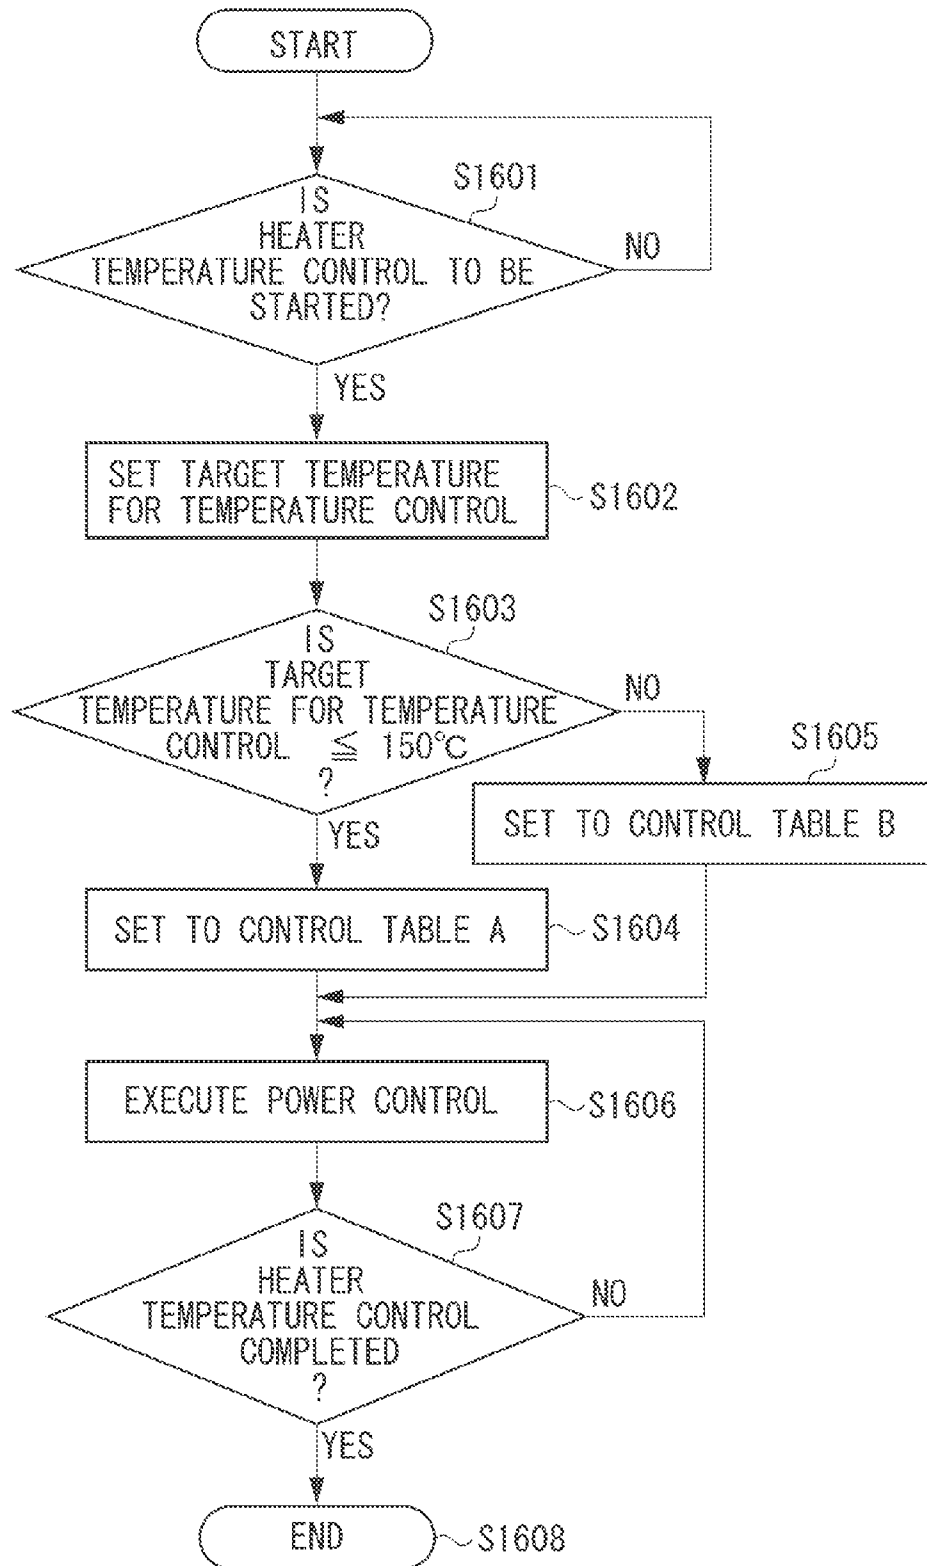 START
S1601
IS
HEATER
TEMPERATURE CONTROL TO BE
STARTED?
NO
YES
SET TARGET TEMPERATURE
FOR TEMPERATURE CONTROL
S1602
S1603
IS
TARGET
TEMPERATURE FOR TEMPERATURE
CONTROL ≦ 150℃
?
NO
YES
S1605
SET TO CONTROL TABLE B
SET TO CONTROL TABLE A
S1604
EXECUTE POWER CONTROL
S1606
S1607
IS
HEATER
TEMPERATURE CONTROL
COMPLETED
?
NO
YES
END
S1608